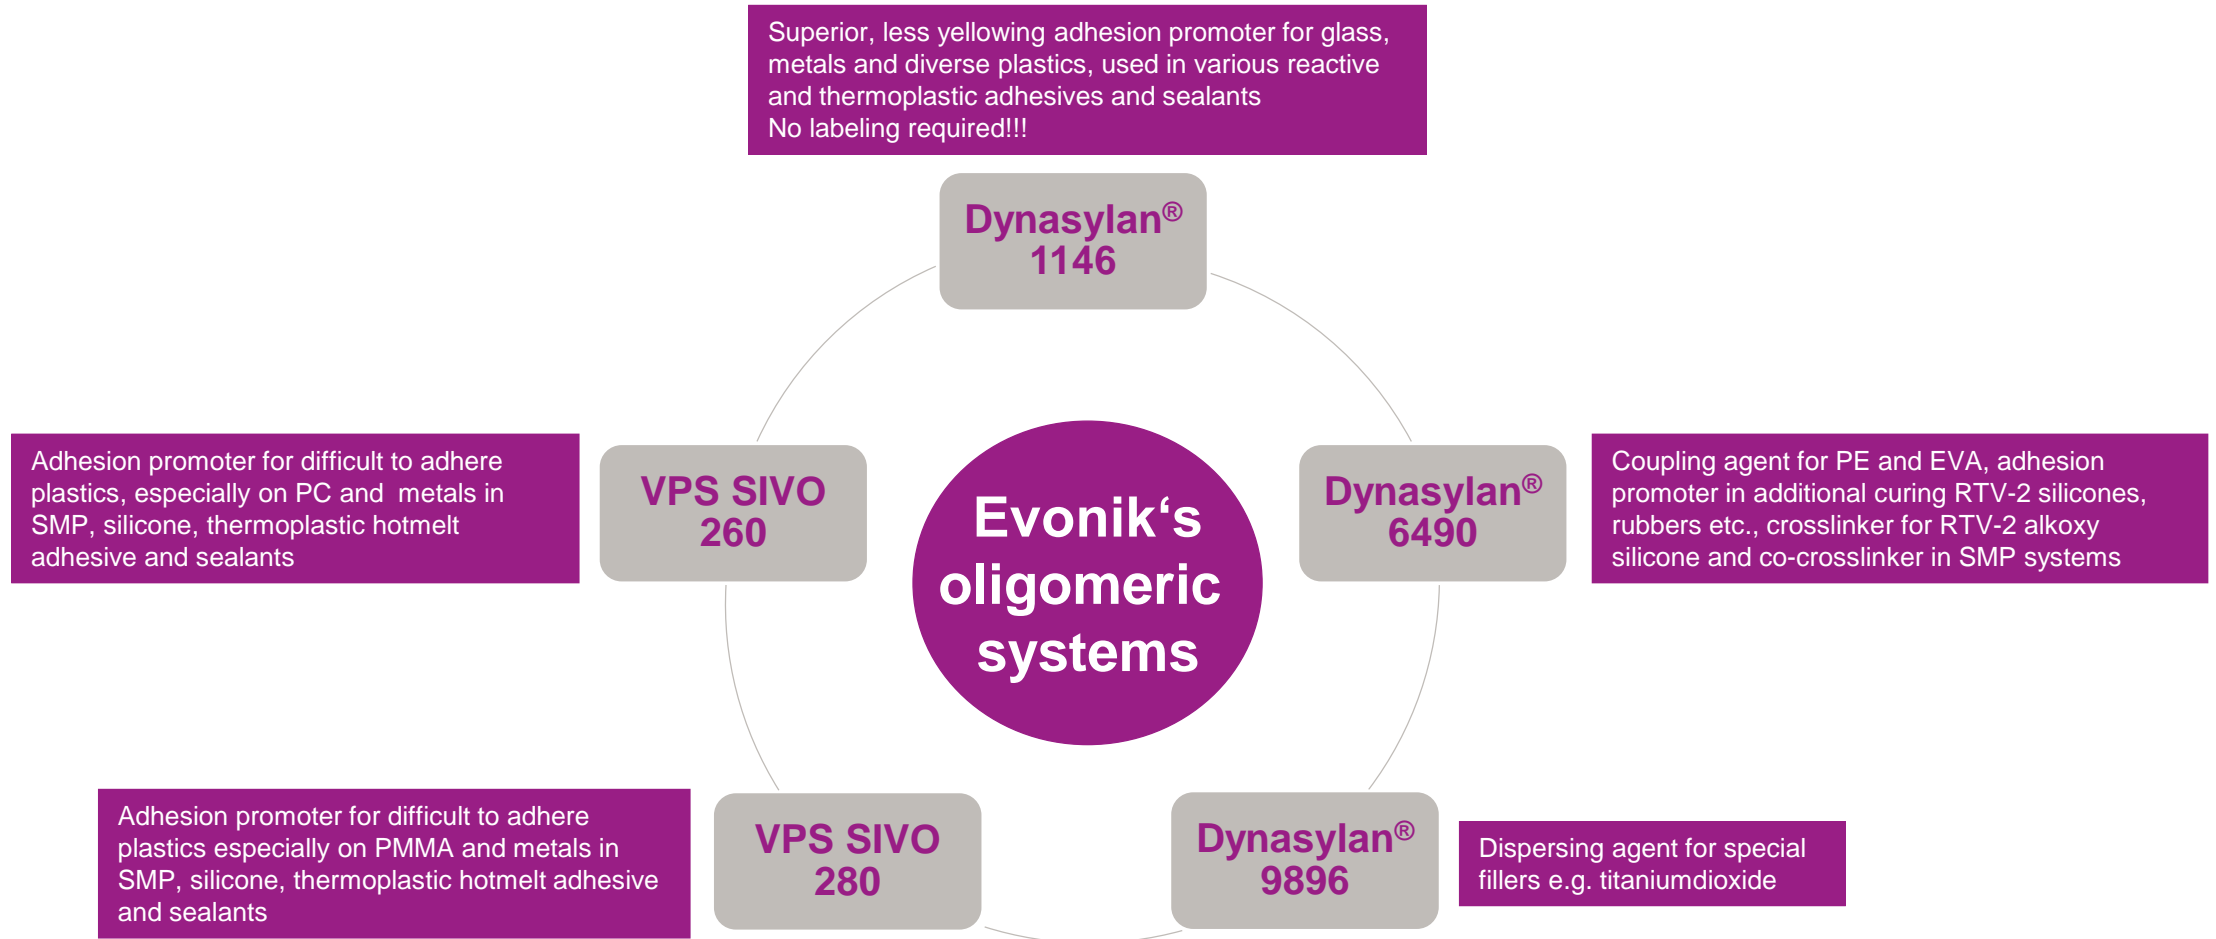 Superior, less yellowing adhesion promoter for glass,
metals and diverse plastics, used in various reactive
and thermoplastic adhesives and sealants
No labeling required!!!
Dynasylan®
1146
Adhesion promoter for difficult to adhere
plastics, especially on PC and  metals in
SMP, silicone, thermoplastic hotmelt
adhesive and sealants
VPS SIVO
260
Evonik‘s
oligomeric
systems
Dynasylan®
6490
Coupling agent for PE and EVA, adhesion
promoter in additional curing RTV-2 silicones,
rubbers etc., crosslinker for RTV-2 alkoxy
silicone and co-crosslinker in SMP systems
Adhesion promoter for difficult to adhere
plastics especially on PMMA and metals in
SMP, silicone, thermoplastic hotmelt adhesive
and sealants
VPS SIVO
280
Dynasylan®
9896
Dispersing agent for special
fillers e.g. titaniumdioxide